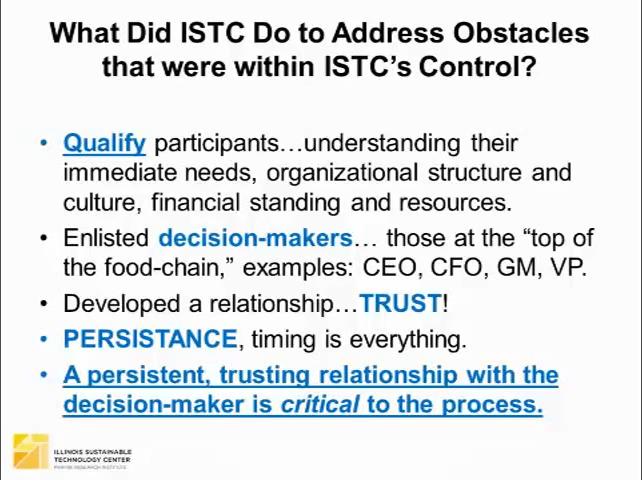 What Did ISTC Do to Address Obstacles
that were within ISTC's Control?
• Qualify participants…understanding their
immediate needs, organizational structure and
culture, financial standing and resources.
• Enlisted decision-makers… those at the “top of
the food-chain,” examples: CEO, CFO, GM, VP.
• Developed a relationship…TRUST!
• PERSISTANCE, timing is everything.
• A persistent, trusting relationship with the
decision-maker is critical to the process.
ILLINOIS SUSTAINABLE
TECHNOLOGY CENTER
PRAIRIE RESEARCH INSTITUTE